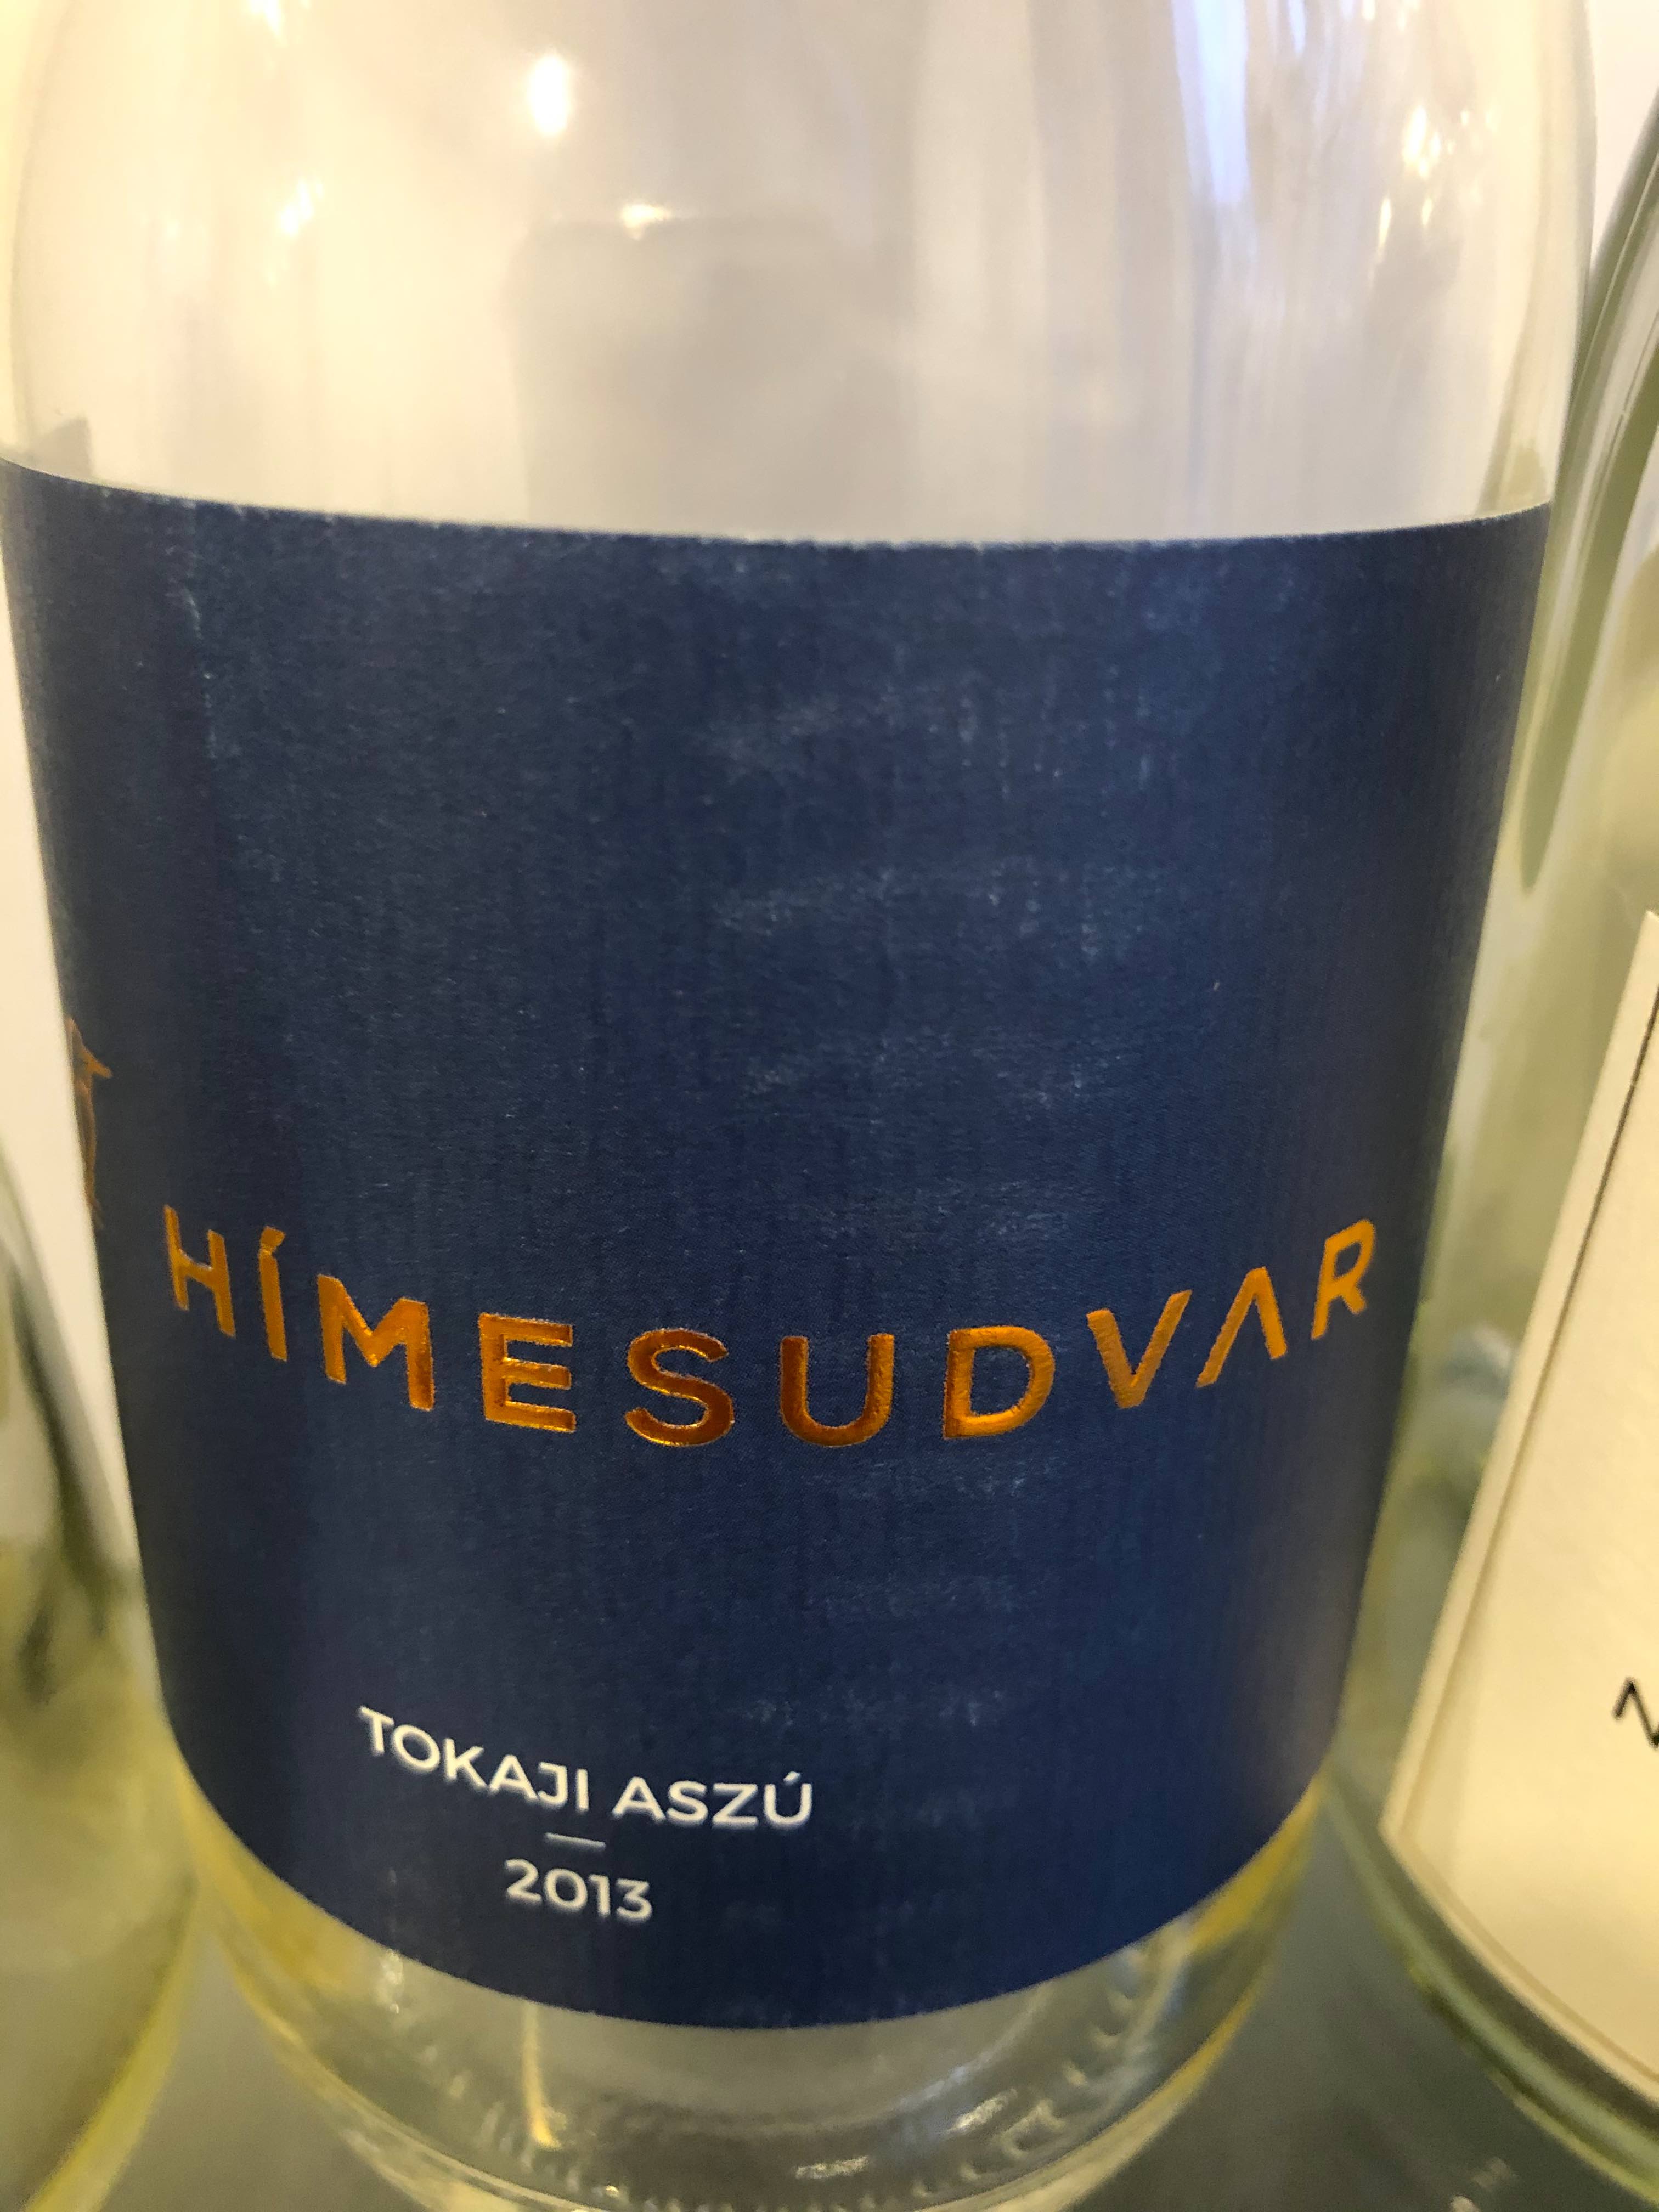 HÍMESUDVAR
TOKAJI ASZÚ
2013